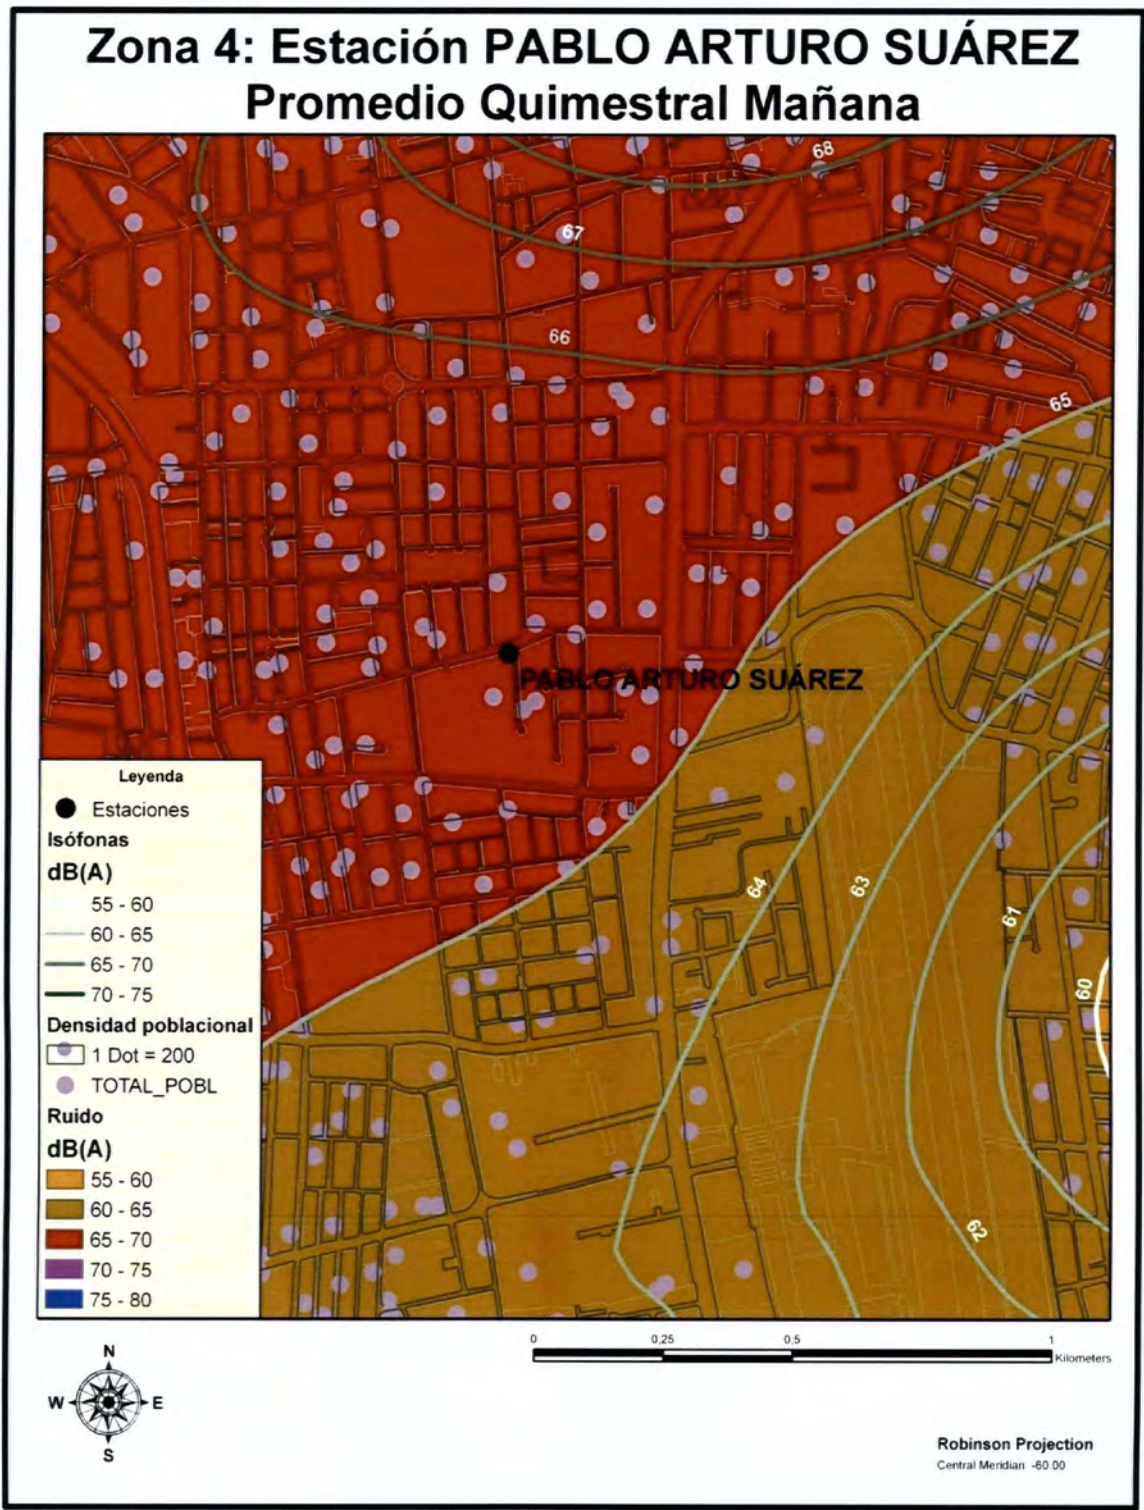 Zona 4: Estación PABLO ARTURO SUÁREZ
Promedio Quimestral Mañana
68
67
66
65
PABLO ARTURO SUÁREZ
64
63
61
60
62
Leyenda
Estaciones
Isófonas
dB(A)
55 - 60
60 - 65
65 - 70
70 - 75
Densidad poblacional
1 Dot = 200
TOTAL_POBL
Ruido
dB(A)
55 - 60
60 - 65
65 - 70
70 - 75
75 - 80
N
W E
S
0 0,25 0,5 1
Kilometers
Robinson Projection
Central Meridian -60.00